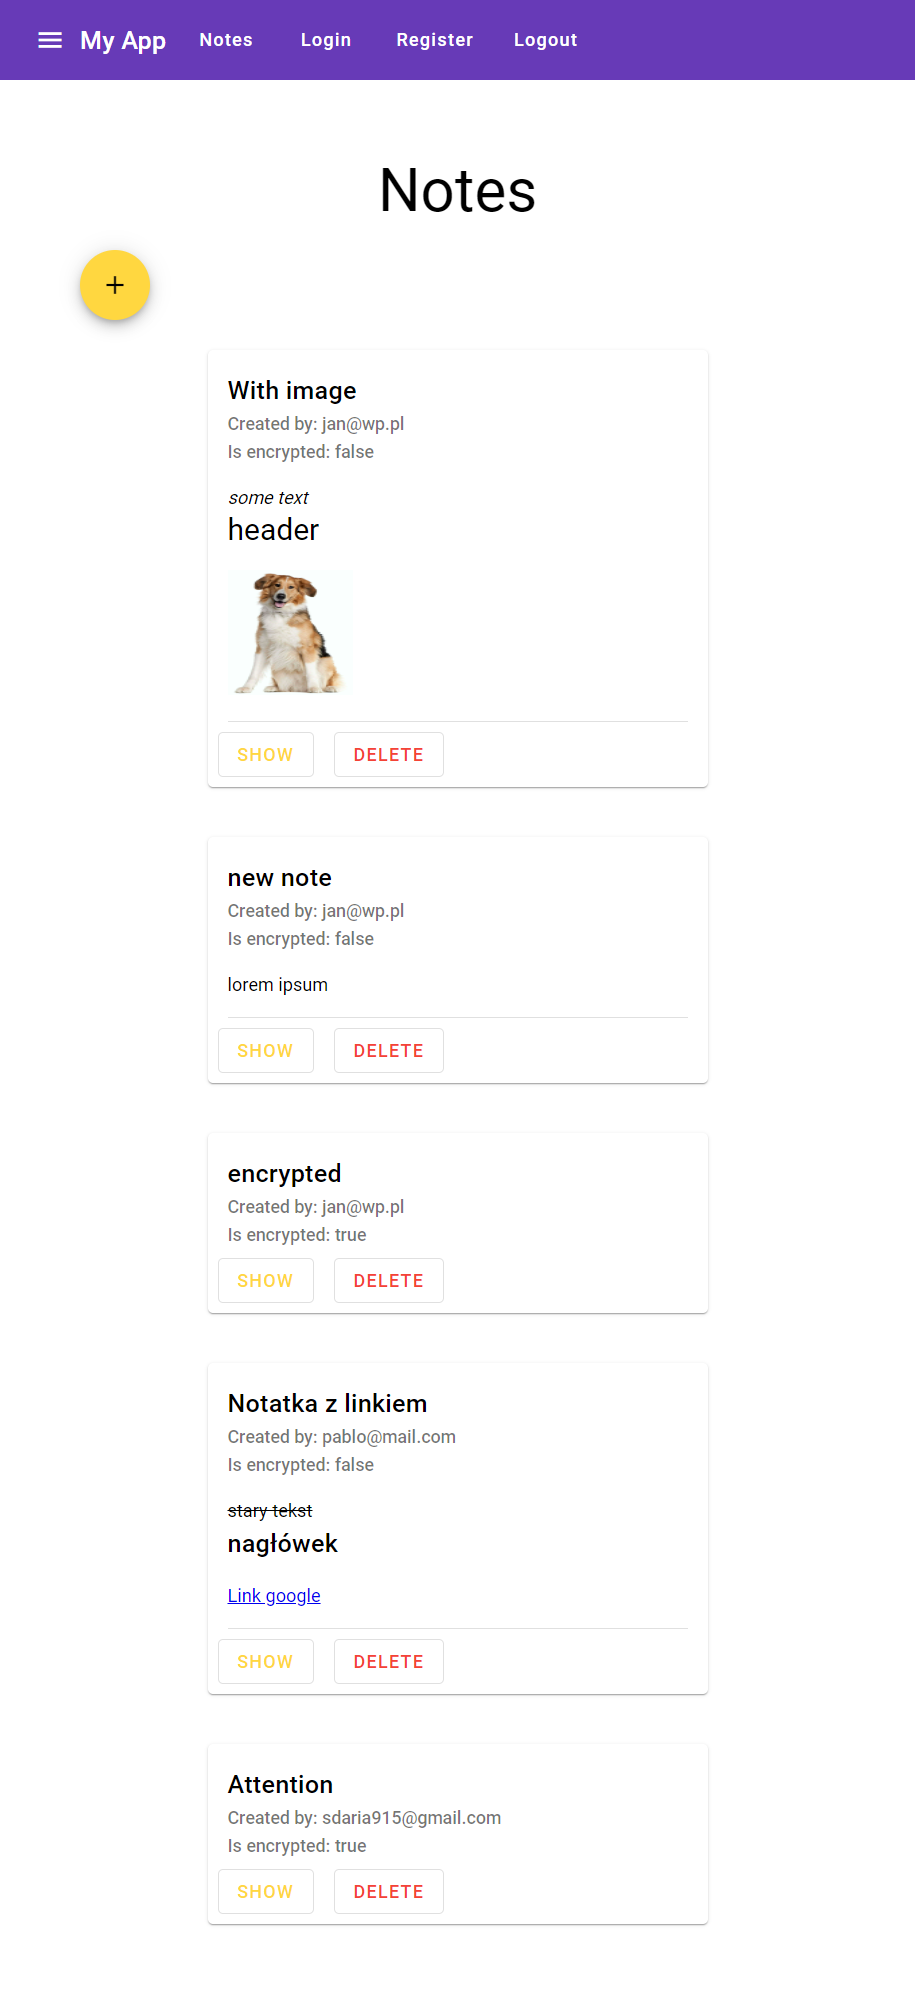 My App Notes Login Register Logout
Notes
+
With image
Created by: jan@wp.pl
Is encrypted: false
some text
header
SHOW DELETE
new note
Created by: jan@wp.pl
Is encrypted: false
lorem ipsum
SHOW DELETE
encrypted
Created by: jan@wp.pl
Is encrypted: true
SHOW DELETE
Notatka z linkiem
Created by: pablo@mail.com
Is encrypted: false
stary tekst
nagłówek
Link google
SHOW DELETE
Attention
Created by: sdaria915@gmail.com
Is encrypted: true
SHOW DELETE